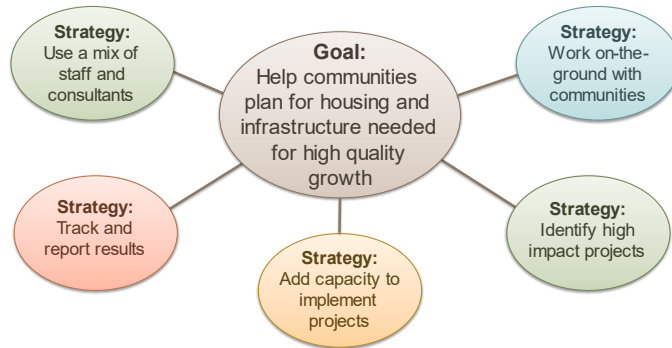 Strategy:
Use a mix of
staff and
consultants
Goal:
Help communities
plan for housing and
infrastructure needed
for high quality
growth
Strategy:
Work on-the-
ground with
communities
Strategy:
Track and
report results
Strategy:
Add capacity to
implement
projects
Strategy:
Identify high
impact projects